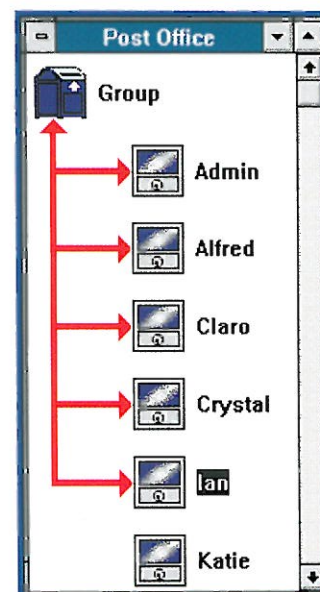 Post Office
Group
Admin
Alfred
Claro
Crystal
Ian
Katie